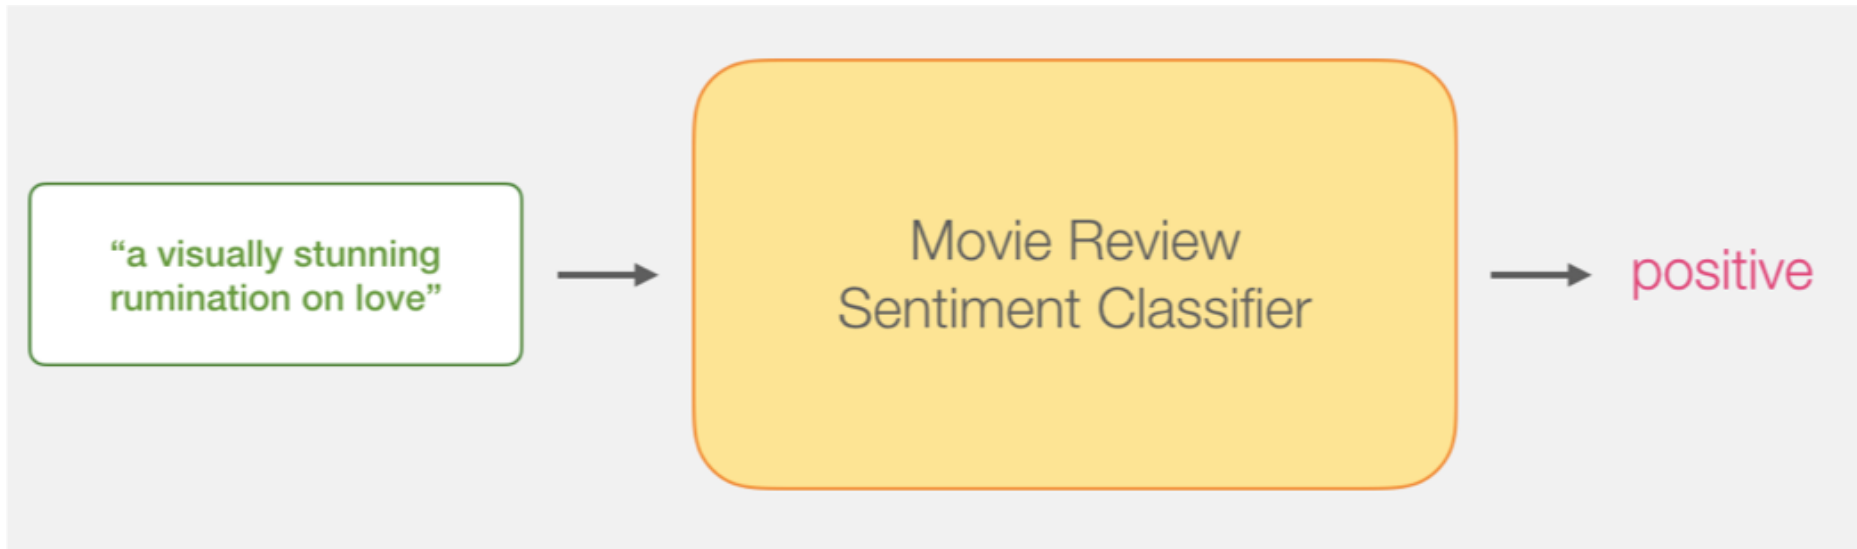 “a visually stunning
rumination on love”
Movie Review
Sentiment Classifier
positive